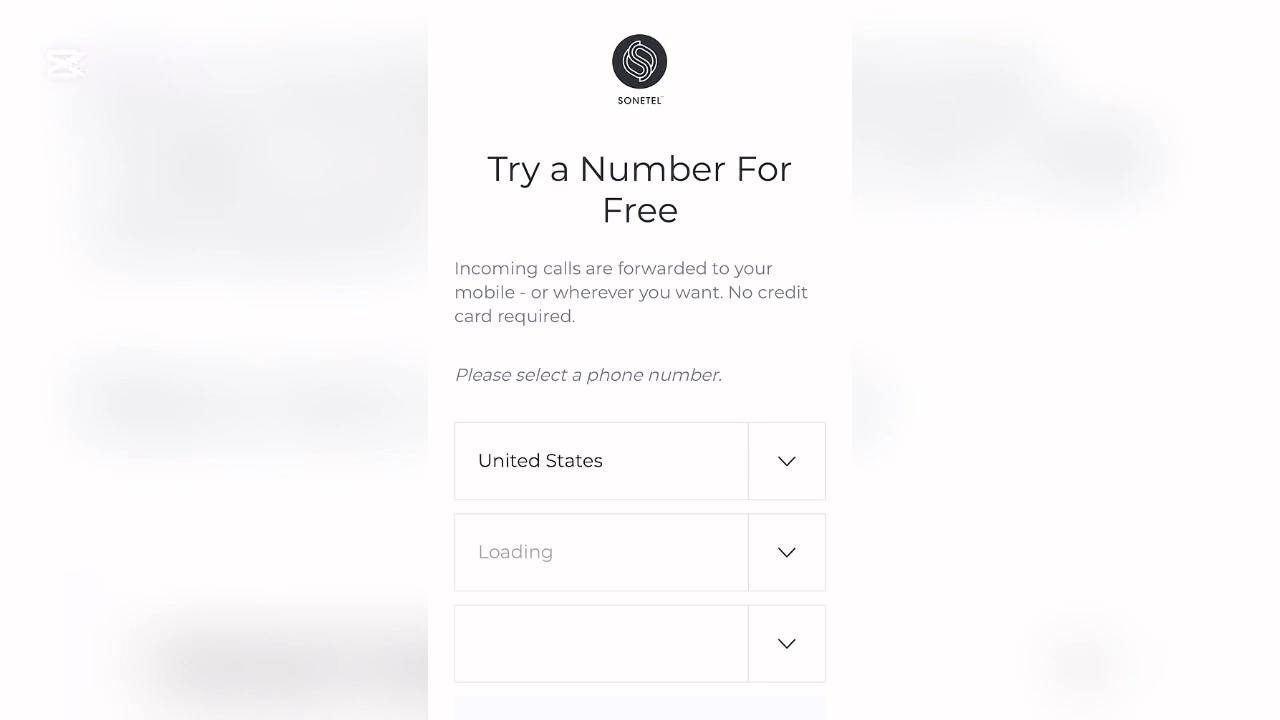 SONETEL
Try a Number For
Free
Incoming calls are forwarded to your
mobile - or wherever you want. No credit
card required.
Please select a phone number.
United States
Loading